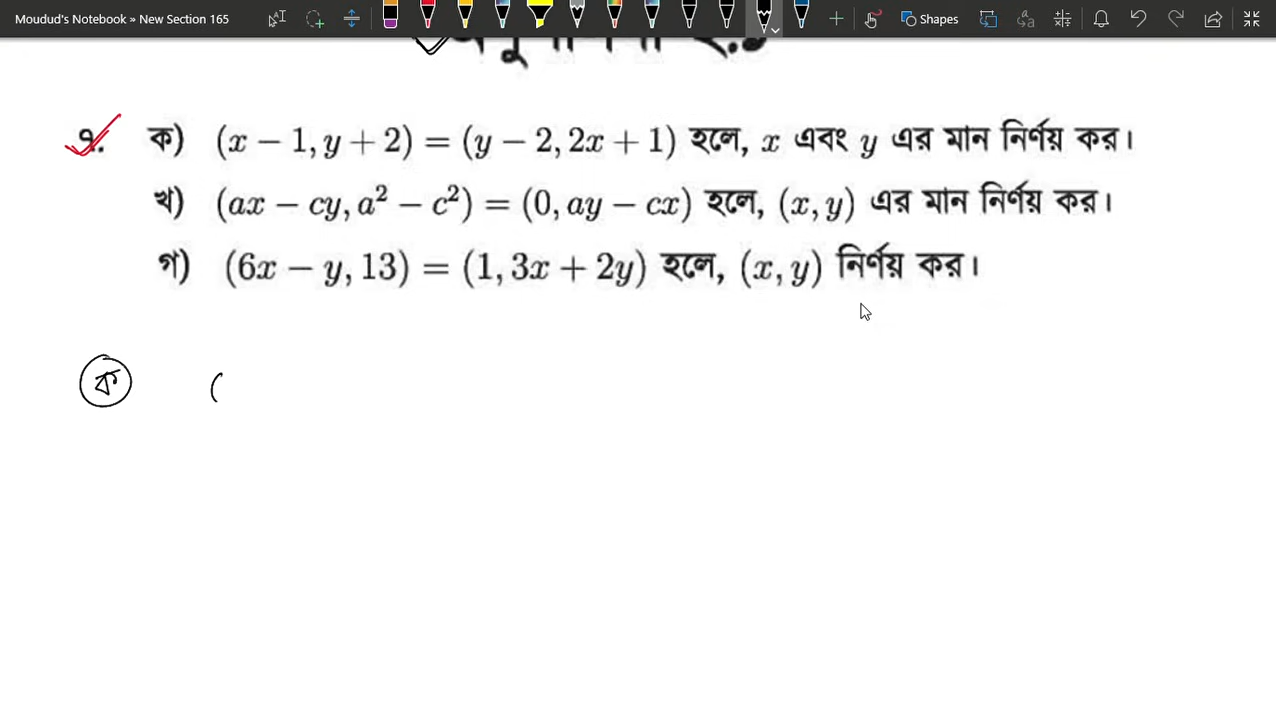 Moudud's Notebook » New Section 165
Shapes
৭. ক) (x − 1, y + 2) = (y − 2, 2x + 1) হলে, x এবং y এর মান নির্ণয় কর।
খ) (ax − cy, a² − c²) = (0, ay − cx) হলে, (x, y) এর মান নির্ণয় কর।
গ) (6x − y, 13) = (1, 3x + 2y) হলে, (x, y) নির্ণয় কর।
ক (